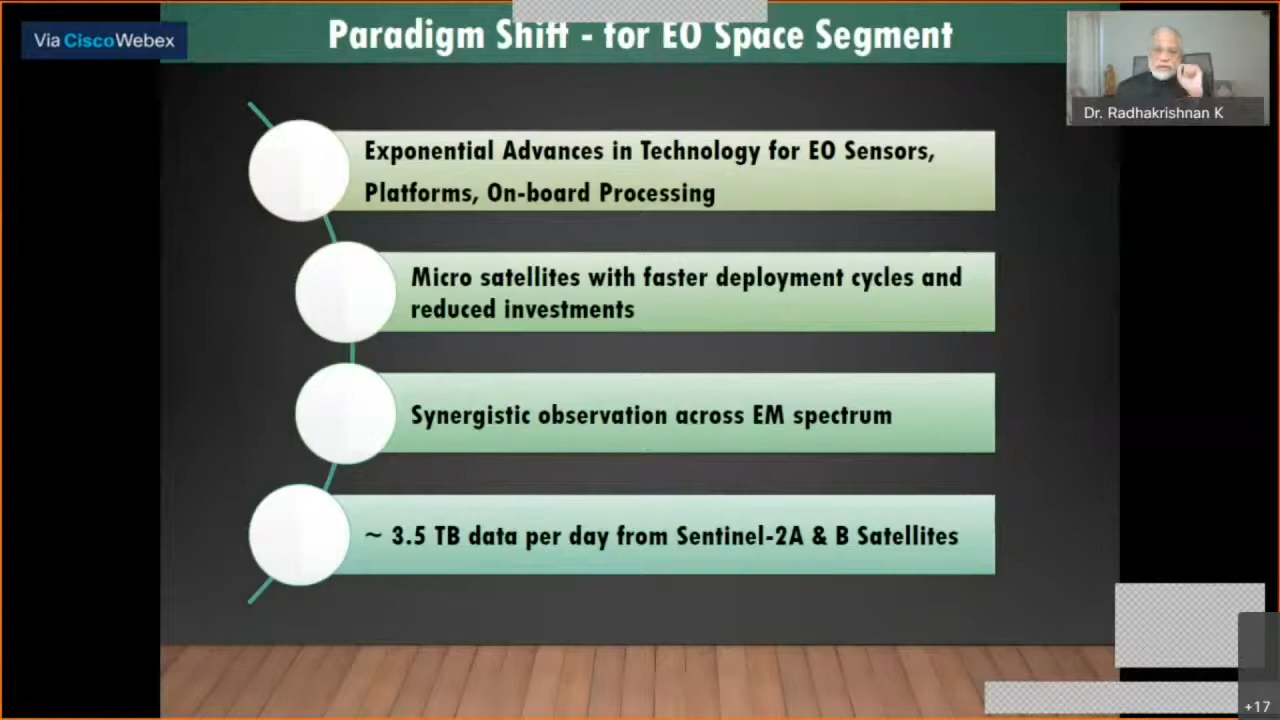 Via Cisco Webex
Paradigm Shift - for EO Space Segment
Dr. Radhakrishnan K
Exponential Advances in Technology for EO Sensors,
Platforms, On-board Processing
Micro satellites with faster deployment cycles and
reduced investments
Synergistic observation across EM spectrum
~ 3.5 TB data per day from Sentinel-2A & B Satellites
+17